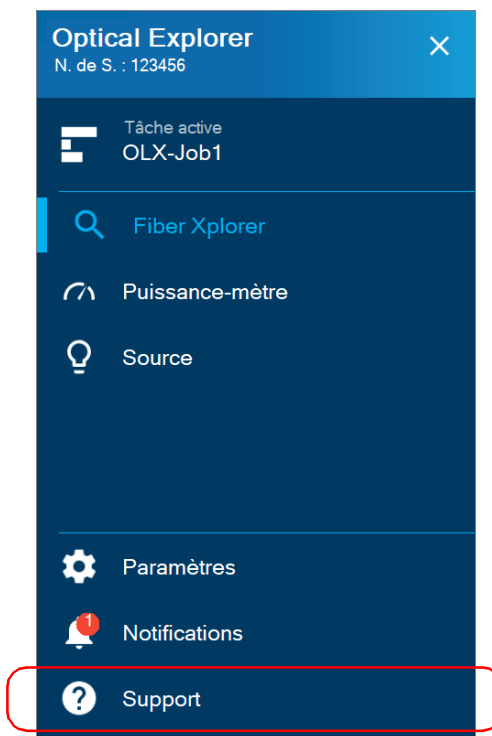 Optical Explorer
N. de S. : 123456
Tâche active
OLX-Job1
Fiber Xplorer
Puissance-mètre
Source
Paramètres
1
Notifications
Support